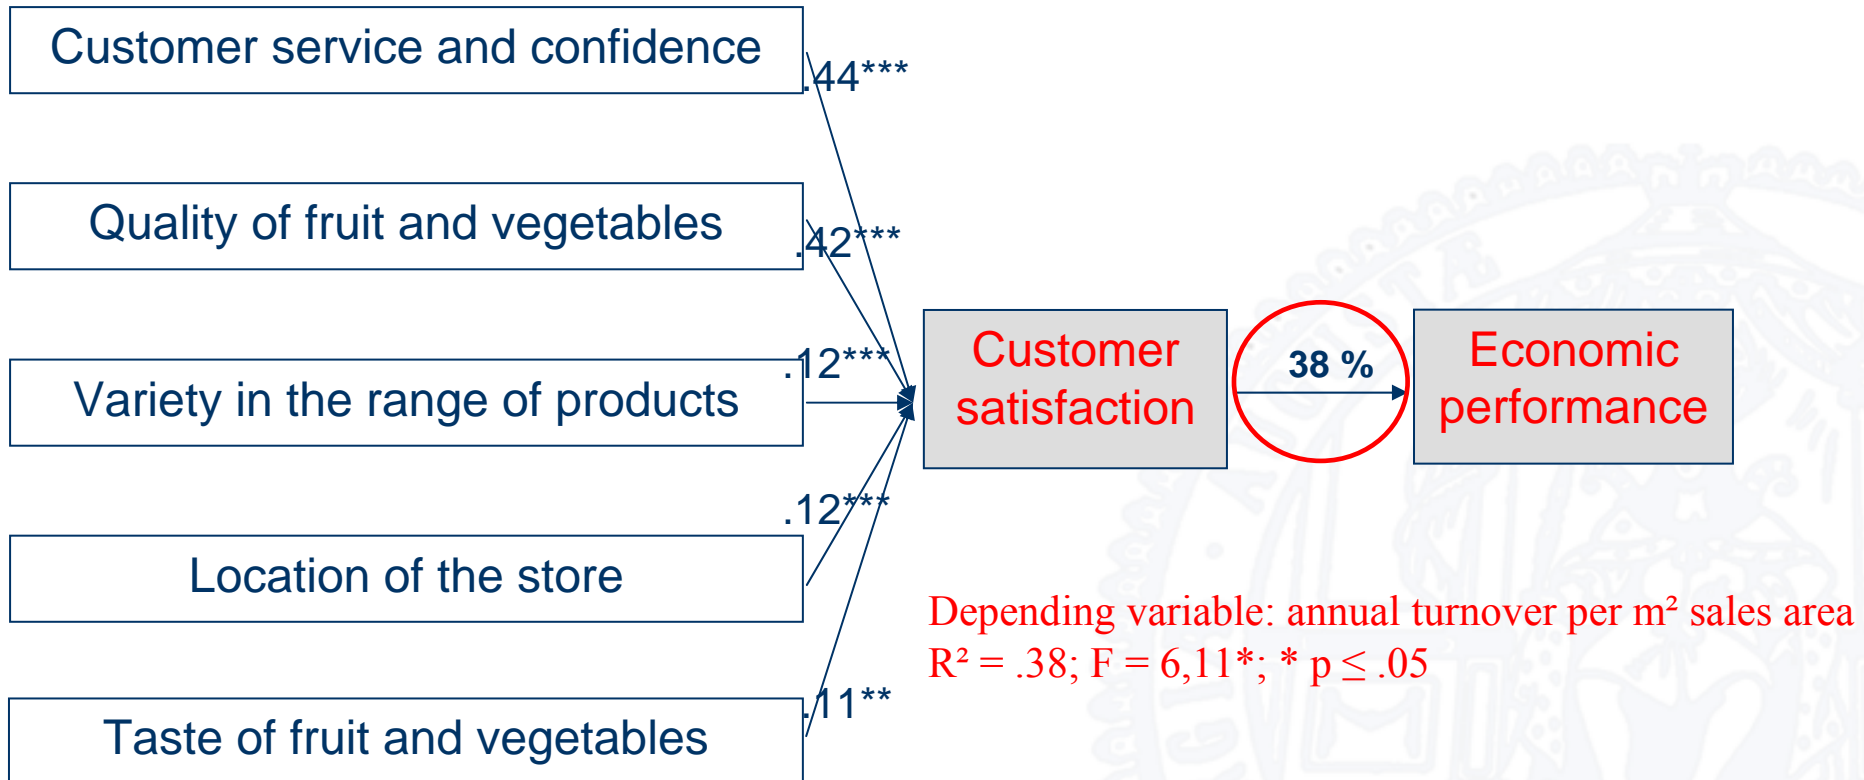 Customer service and confidence
.44***
Quality of fruit and vegetables
.42***
Variety in the range of products
.12***
Location of the store
.12***
Taste of fruit and vegetables
.11**
Customer
satisfaction
38 %
Economic
performance
Depending variable: annual turnover per m² sales area
R² = .38; F = 6,11*; * p ≤ .05